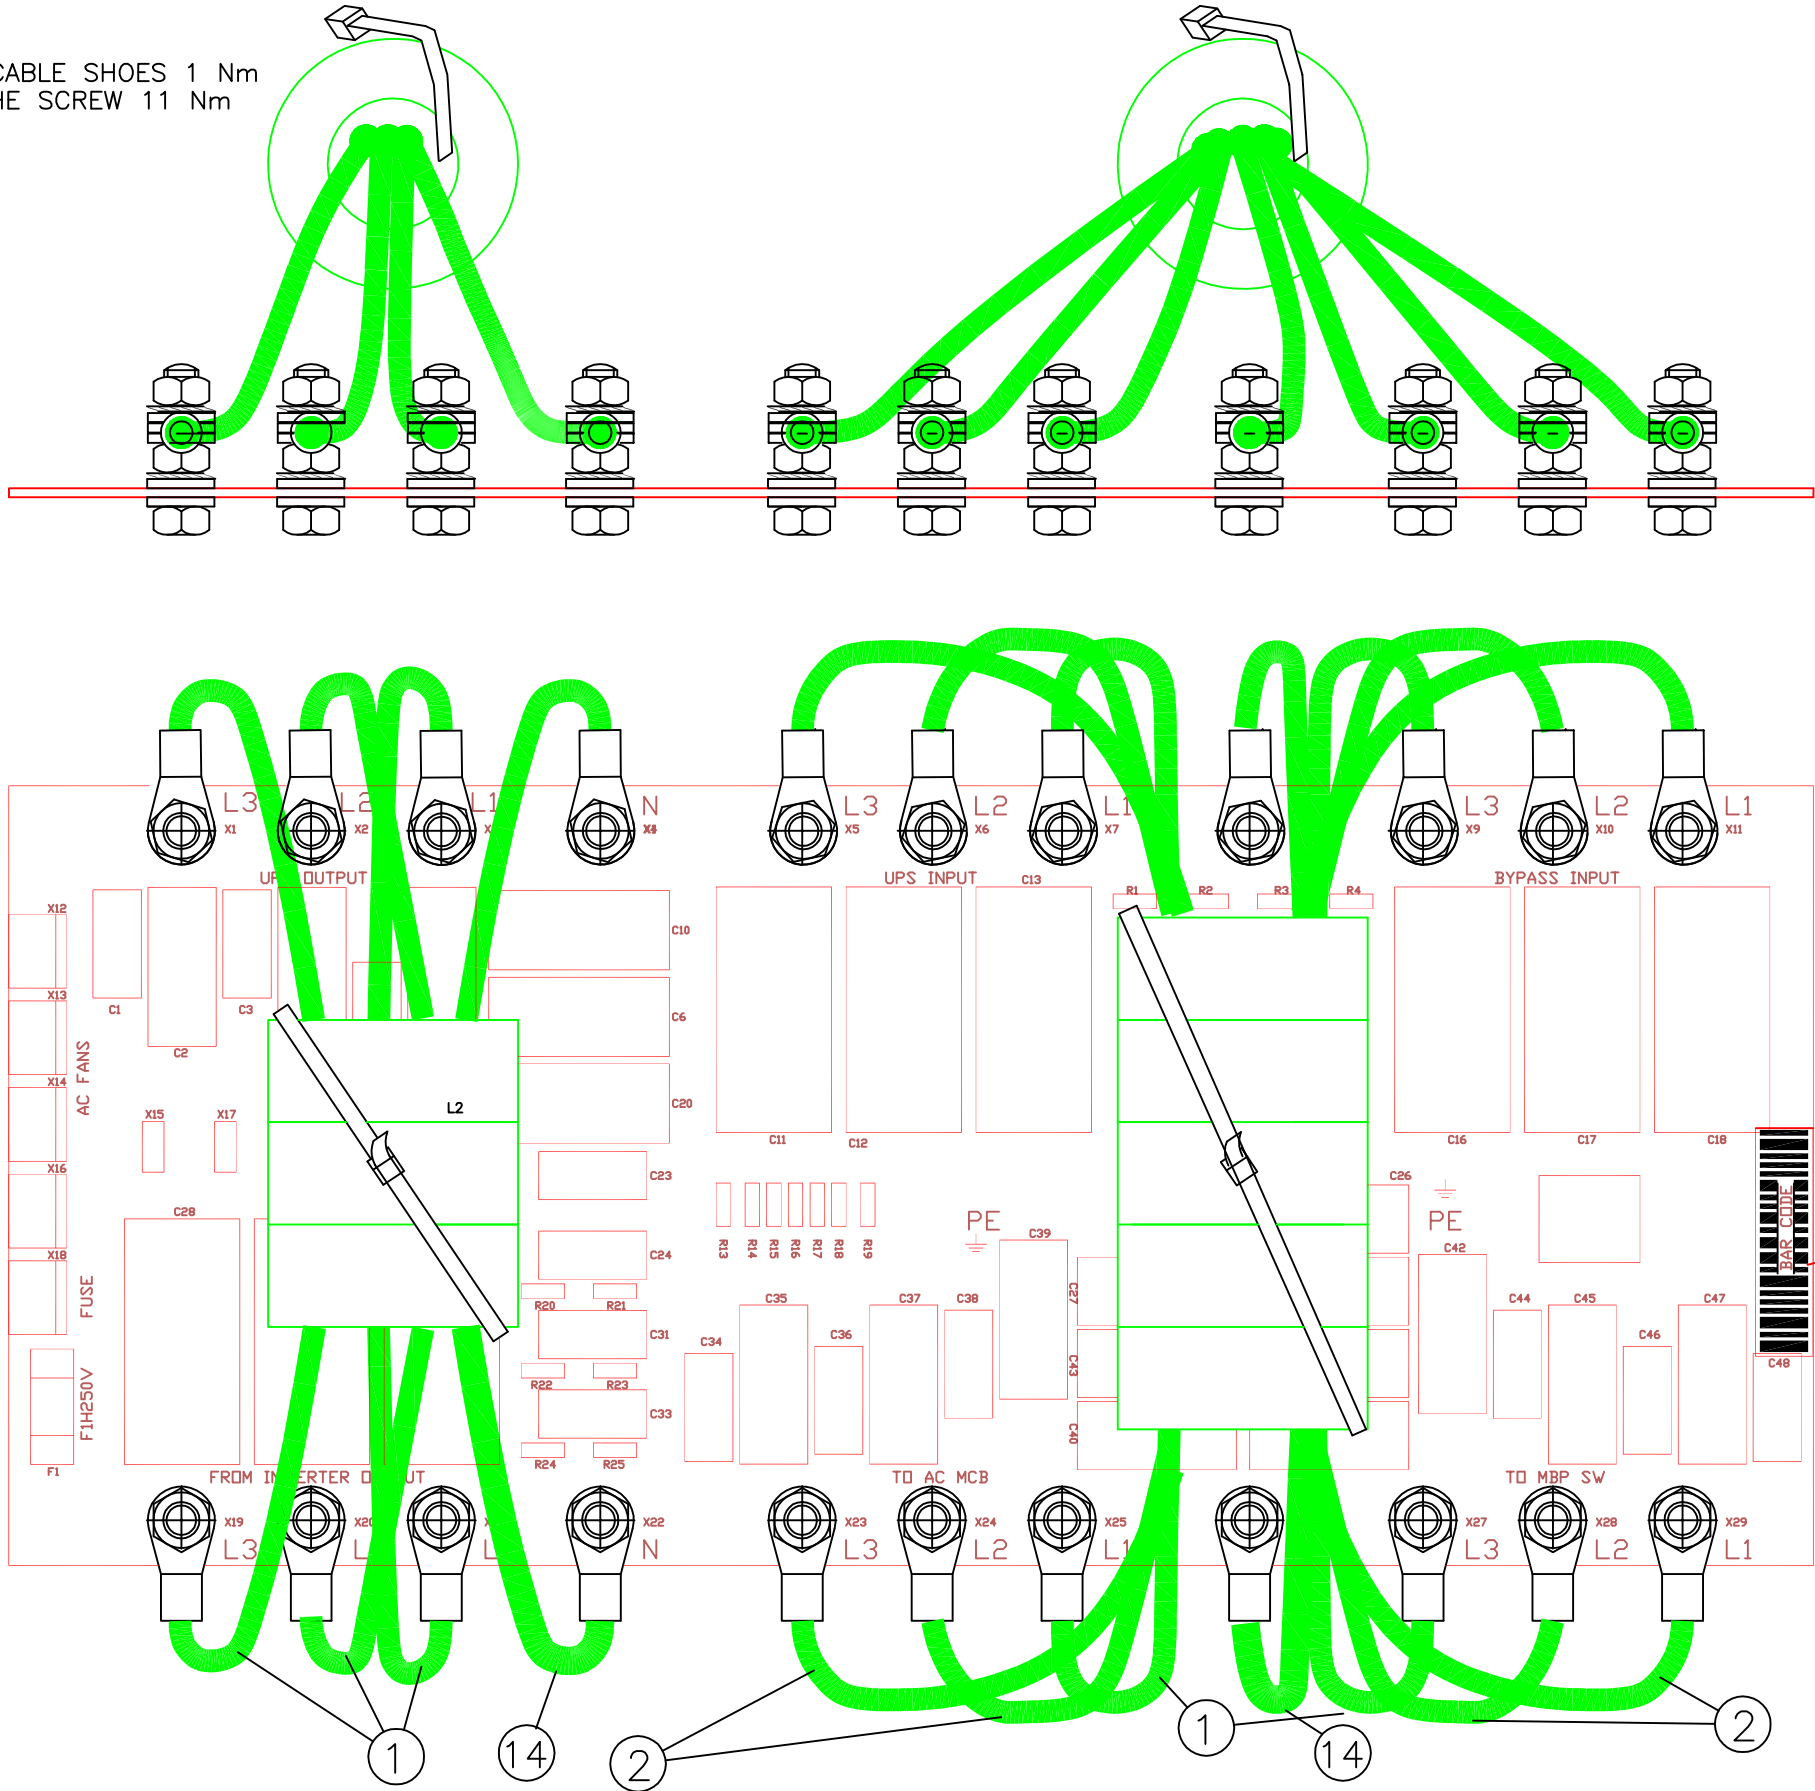 CABLE SHOES 1 Nm
HE SCREW 11 Nm
L3 L2 L1 N L3 L2 L1 L3 L2 L1
X1 X2 X4 X5 X6 X7 X9 X10 X11
OUTPUT UPS INPUT BYPASS INPUT
C13
R1 R2 R3 R4
X12
C10
X13
C1 C3 C6
C2
AC FANS
X14
L2
C20
X15 X17
C11 C12 C16 C17 C18
X16
C23 C26
BAR CODE
C28
PE PE
C39
R13 R14 R15 R16 R17 R18 R19
X18
C24 C42
FUSE
C27
R20 R21
C35 C37 C38 C44 C45 C47
C31 C34 C36 C46
C43
C48
R22 R23
F1H250V
C33
C40
R24 R25
F1
FROM INVERTER OUTPUT TO AC MCB TO MBP SW
X19 X20 X22 X23 X24 X25 X27 X28 X29
L3 L N L3 L2 L1 L3 L2 L1
1 14 2 1 14 2